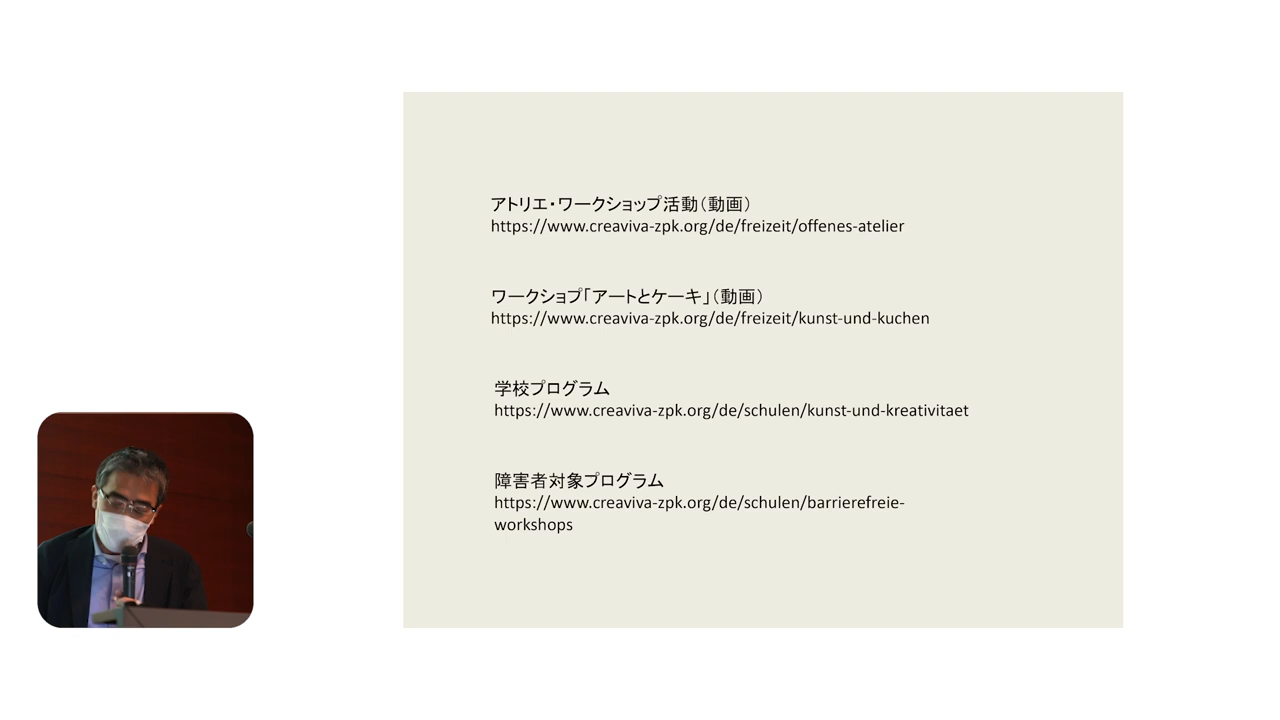 アトリエ・ワークショップ活動（動画）
https://www.creaviva-zpk.org/de/freizeit/offenes-atelier
ワークショプ「アートとケーキ」（動画）
https://www.creaviva-zpk.org/de/freizeit/kunst-und-kuchen
学校プログラム
https://www.creaviva-zpk.org/de/schulen/kunst-und-kreativitaet
障害者対象プログラム
https://www.creaviva-zpk.org/de/schulen/barrierefreie-
workshops